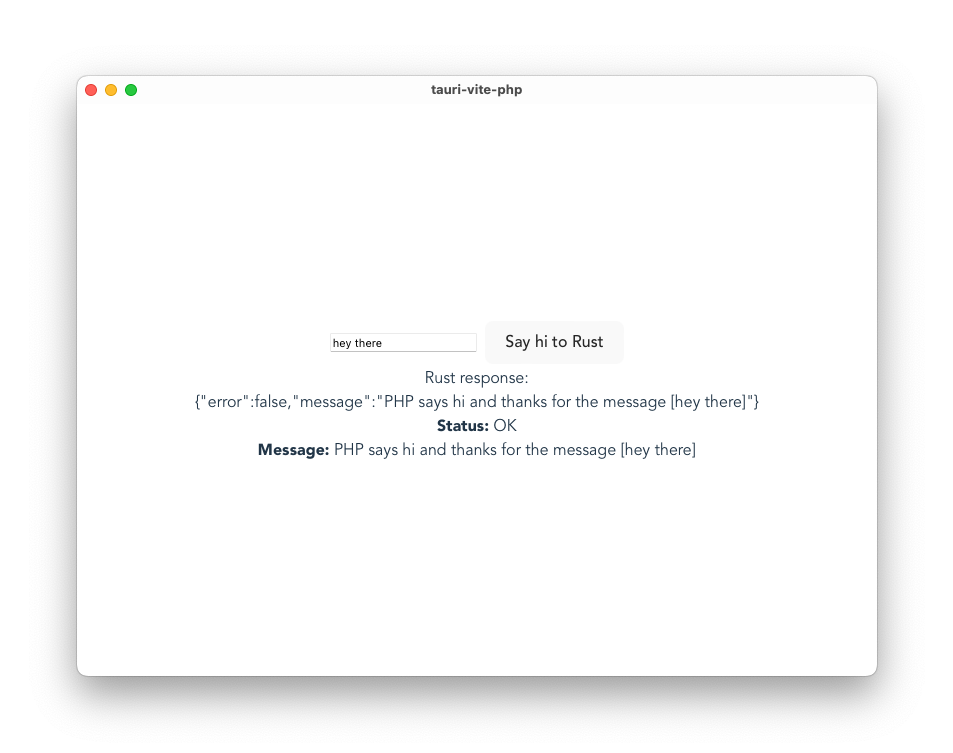 tauri-vite-php
hey there
Say hi to Rust
Rust response:
{"error":false,"message":"PHP says hi and thanks for the message [hey there]"}
Status: OK
Message: PHP says hi and thanks for the message [hey there]